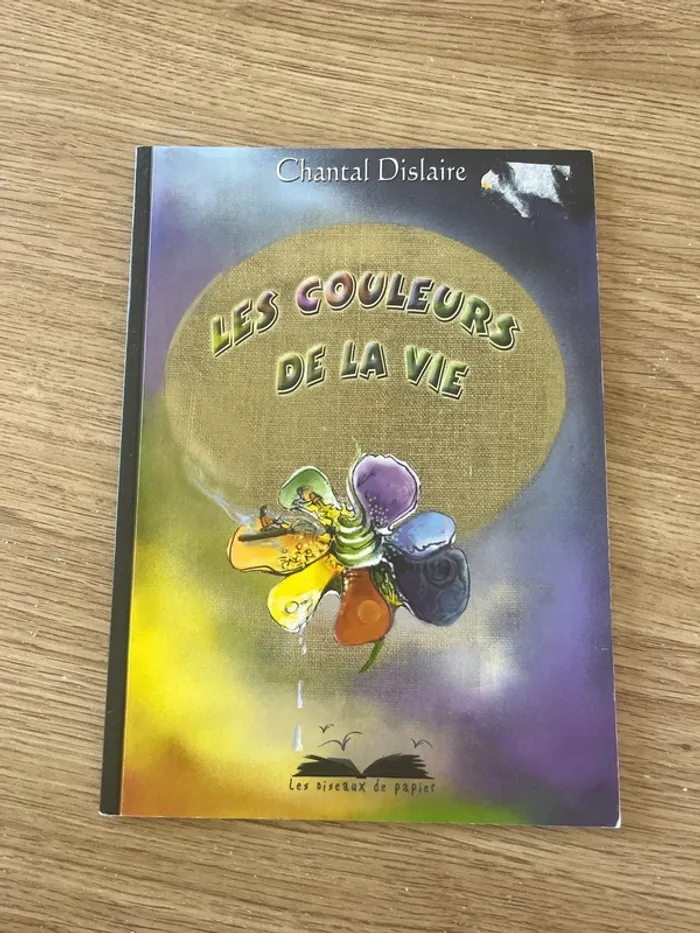 Chantal Dislaire
LES COULEURS
DE LA VIE
Les oiseaux de papier